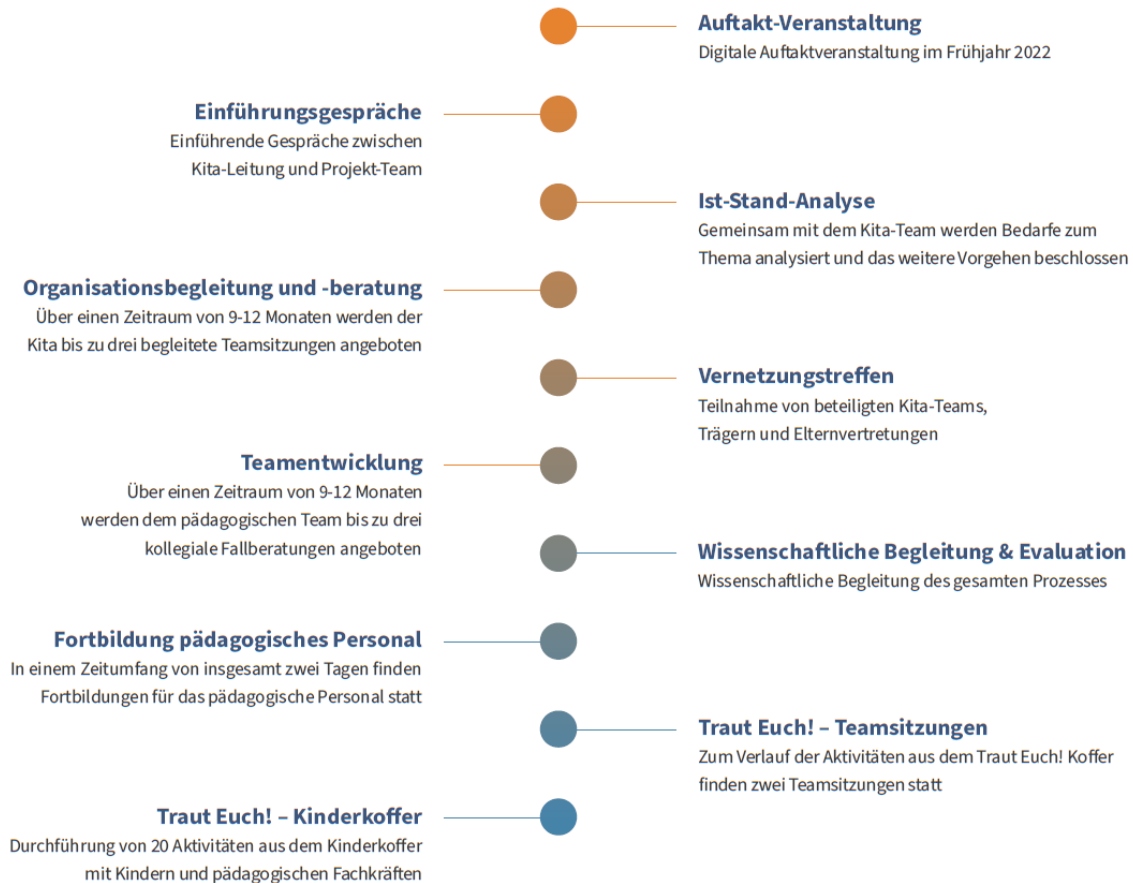 Auftakt-Veranstaltung
Digitale Auftaktveranstaltung im Frühjahr 2022
Einführungsgespräche
Einführende Gespräche zwischen
Kita-Leitung und Projekt-Team
Ist-Stand-Analyse
Gemeinsam mit dem Kita-Team werden Bedarfe zum
Thema analysiert und das weitere Vorgehen beschlossen
Organisationsbegleitung und -beratung
Über einen Zeitraum von 9-12 Monaten werden der
Kita bis zu drei begleitete Teamsitzungen angeboten
Vernetzungstreffen
Teilnahme von beteiligten Kita-Teams,
Trägern und Elternvertretungen
Teamentwicklung
Über einen Zeitraum von 9-12 Monaten
werden dem pädagogischen Team bis zu drei
kollegiale Fallberatungen angeboten
Wissenschaftliche Begleitung & Evaluation
Wissenschaftliche Begleitung des gesamten Prozesses
Fortbildung pädagogisches Personal
In einem Zeitumfang von insgesamt zwei Tagen finden
Fortbildungen für das pädagogische Personal statt
Traut Euch! – Teamsitzungen
Zum Verlauf der Aktivitäten aus dem Traut Euch! Koffer
finden zwei Teamsitzungen statt
Traut Euch! – Kinderkoffer
Durchführung von 20 Aktivitäten aus dem Kinderkoffer
mit Kindern und pädagogischen Fachkräften